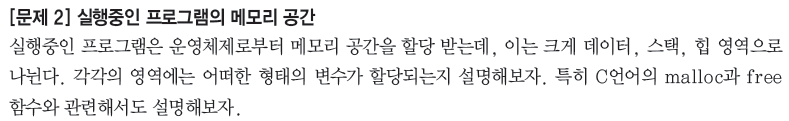 [문제 2] 실행중인 프로그램의 메모리 공간
실행중인 프로그램은 운영체제로부터 메모리 공간을 할당 받는데, 이는 크게 데이터, 스택, 힙 영역으로
나뉜다. 각각의 영역에는 어떠한 형태의 변수가 할당되는지 설명해보자. 특히 C언어의 malloc과 free
함수와 관련해서도 설명해보자.